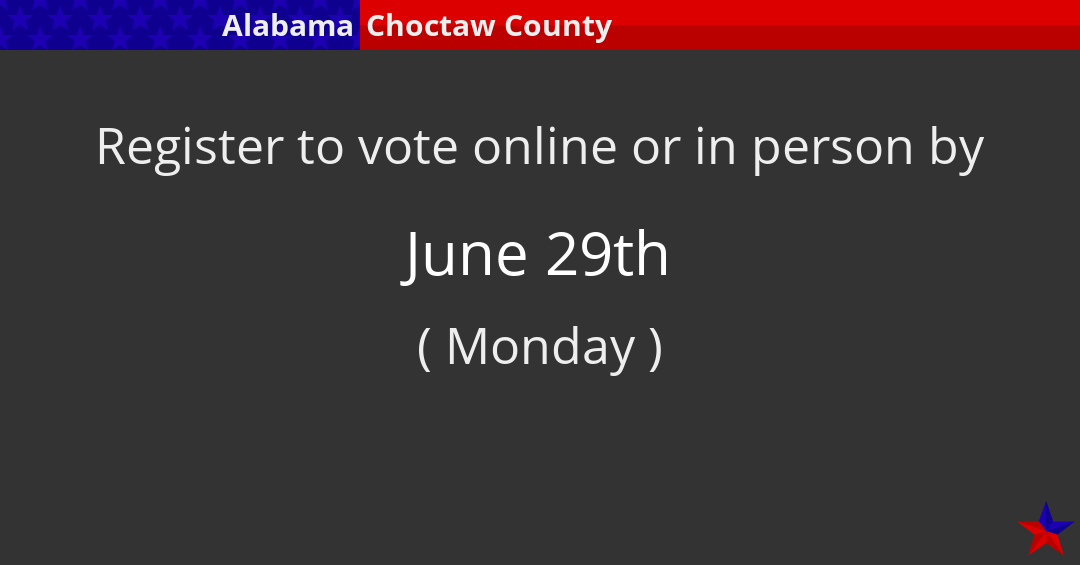 Alabama Choctaw County
Register to vote online or in person by
June 29th
( Monday )